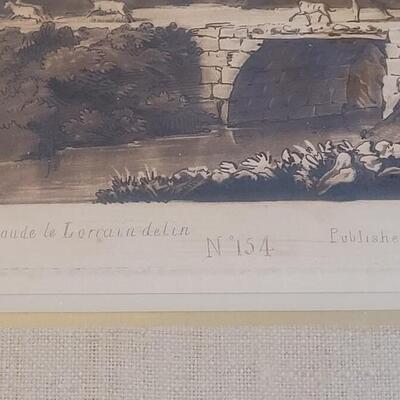 aude le Lorrain delin
N° 154
Publishe